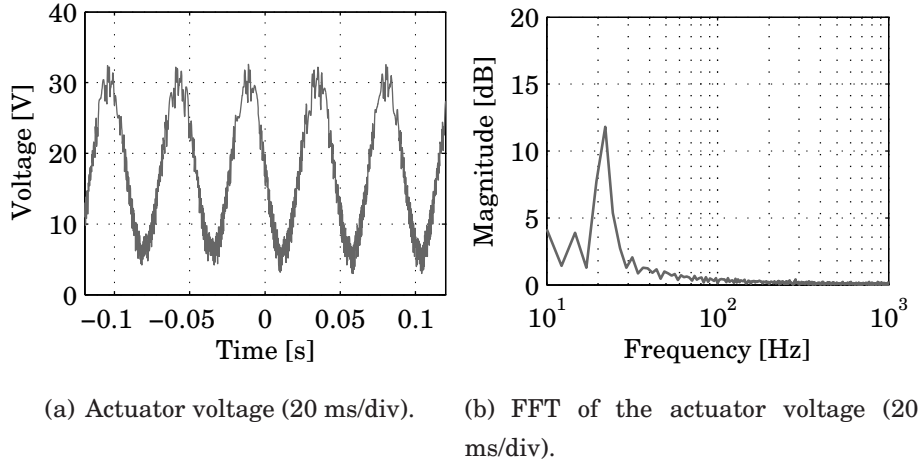 40
30
20
10
0
Voltage [V]
−0.1 −0.05 0 0.05 0.1
Time [s]
20
15
10
5
0
Magnitude [dB]
10^1 10^2 10^3
Frequency [Hz]
(a) Actuator voltage (20 ms/div).
(b) FFT of the actuator voltage (20
ms/div).